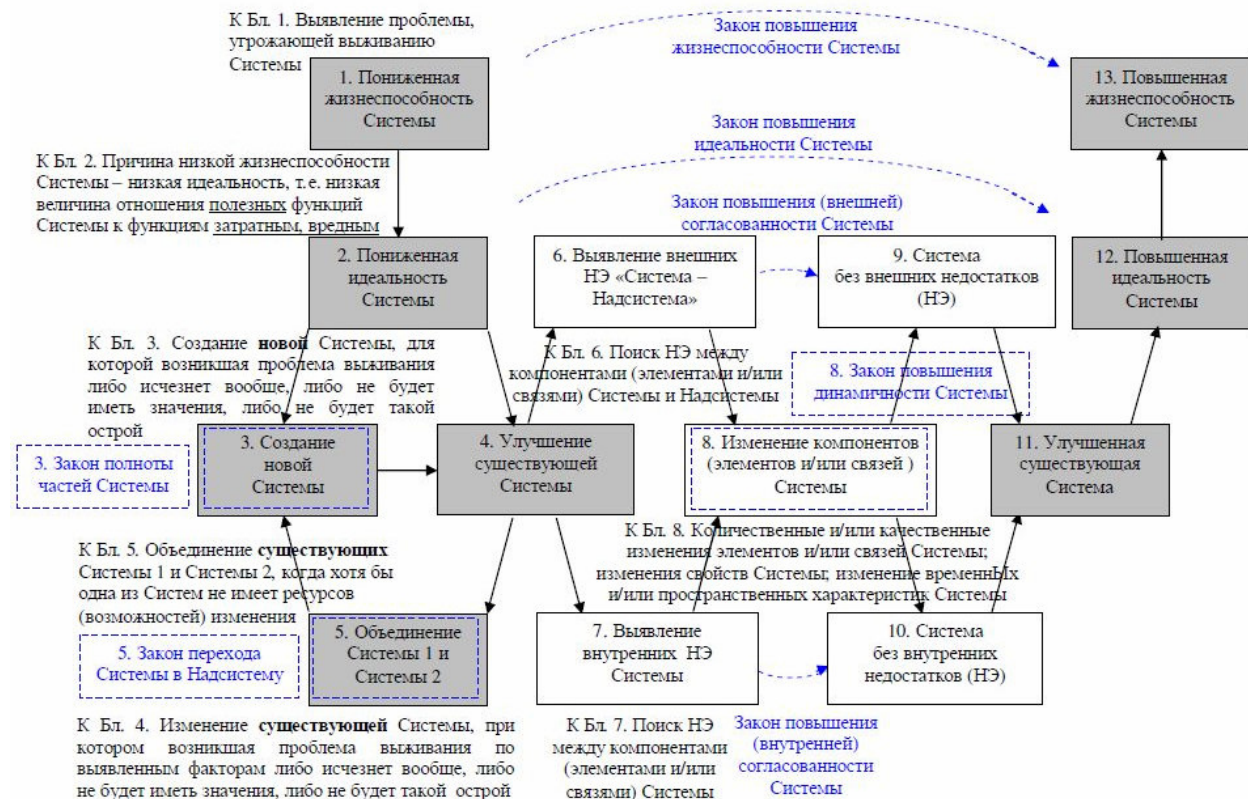 К Бл. 1. Выявление проблемы,
угрожающей выживанию
Системы
Закон повышения
жизнеспособности Системы
1. Пониженная
жизнеспособность
Системы
13. Повышенная
жизнеспособность
Системы
Закон повышения
идеальности Системы
К Бл. 2. Причина низкой жизнеспособности
Системы – низкая идеальность, т.е. низкая
величина отношения полезных функций
Системы к функциям затратным, вредным
Закон повышения (внешней)
согласованности Системы
2. Пониженная
идеальность
Системы
6. Выявление внешних
НЭ «Система –
Надсистема»
9. Система
без внешних недостатков
(НЭ)
12. Повышенная
идеальность
Системы
К Бл. 3. Создание новой Системы, для
которой возникшая проблема выживания
либо исчезнет вообще, либо не будет
иметь значения, либо не будет такой
острой
К Бл. 6. Поиск НЭ между
компонентами (элементами и/или
связями) Системы и Надсистемы
8. Закон повышения
динамичности Системы
3. Закон полноты
частей Системы
3. Создание
новой
Системы
4. Улучшение
существующей
Системы
8. Изменение компонентов
(элементов и/или связей )
Системы
11. Улучшенная
существующая
Система
К Бл. 5. Объединение существующих
Системы 1 и Системы 2, когда хотя бы
одна из Систем не имеет ресурсов
(возможностей) изменения
К Бл. 8. Количественные и/или качественные
изменения элементов и/или связей Системы;
изменения свойств Системы; изменение временнЫх
и/или пространственных характеристик Системы
5. Закон перехода
Системы в Надсистему
5. Объединение
Системы 1 и
Системы 2
7. Выявление
внутренних НЭ
Системы
10. Система
без внутренних
недостатков (НЭ)
К Бл. 4. Изменение существующей Системы, при
котором возникшая проблема выживания по
выявленным факторам либо исчезнет вообще, либо
не будет иметь значения, либо не будет такой острой
К Бл. 7. Поиск НЭ
между компонентами
(элементами и/или
связями) Системы
Закон повышения
(внутренней)
согласованности
Системы